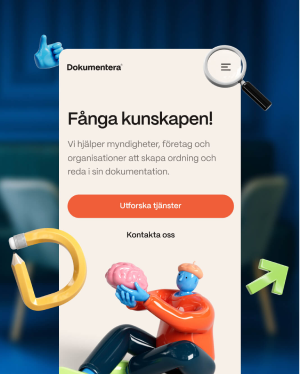 Dokumentera
Fånga kunskapen!
Vi hjälper myndigheter, företag och
organisationer att skapa ordning och
reda i sin dokumentation.
Utforska tjänster
Kontakta oss